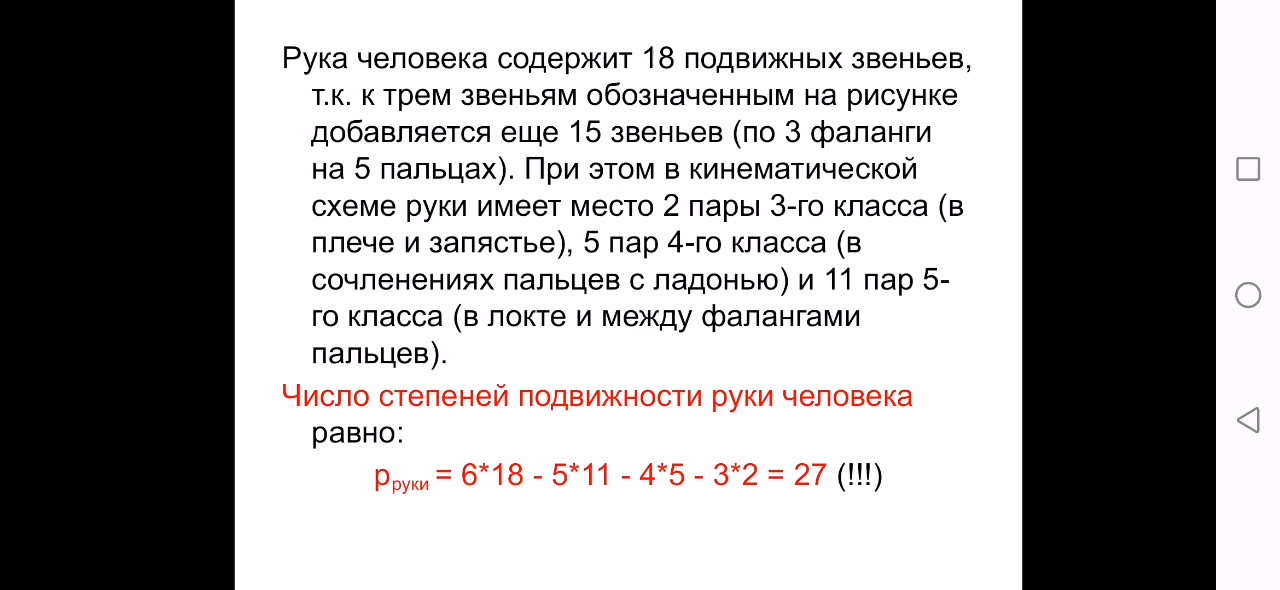 Рука человека содержит 18 подвижных звеньев,
т.к. к трем звеньям обозначенным на рисунке
добавляется еще 15 звеньев (по 3 фаланги
на 5 пальцах). При этом в кинематической
схеме руки имеет место 2 пары 3-го класса (в
плече и запястье), 5 пар 4-го класса (в
сочленениях пальцев с ладонью) и 11 пар 5-
го класса (в локте и между фалангами
пальцев).
Число степеней подвижности руки человека
равно:
pруки = 6*18 - 5*11 - 4*5 - 3*2 = 27 (!!!)